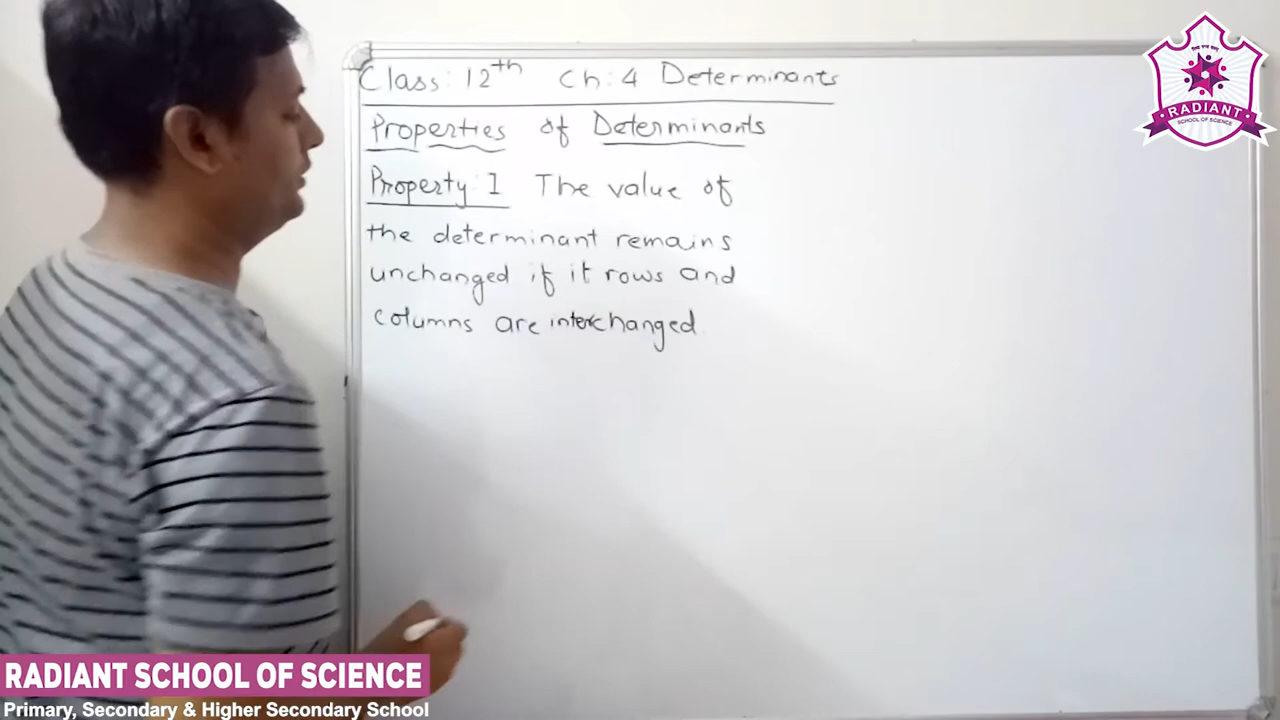 Class: 12th Ch: 4 Determinants
Properties of Determinants
Property: 1 The value of
the determinant remains
unchanged if it rows and
columns are interchanged.
RADIANT
SCHOOL OF SCIENCE
RADIANT SCHOOL OF SCIENCE
Primary, Secondary & Higher Secondary School